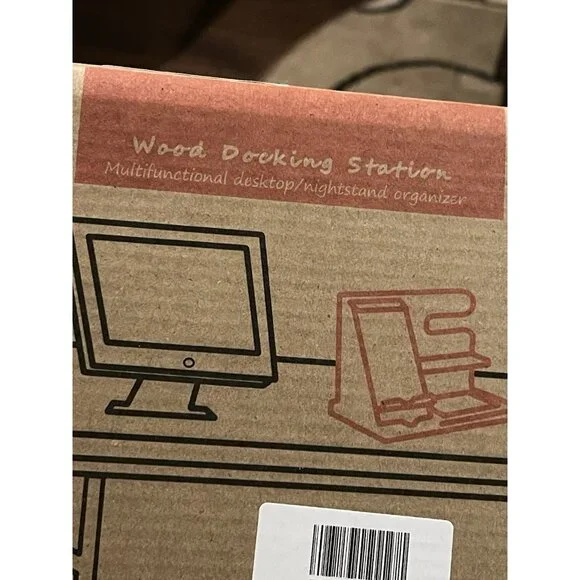 Wood Docking Station
Multifunctional desktop/nightstand organizer